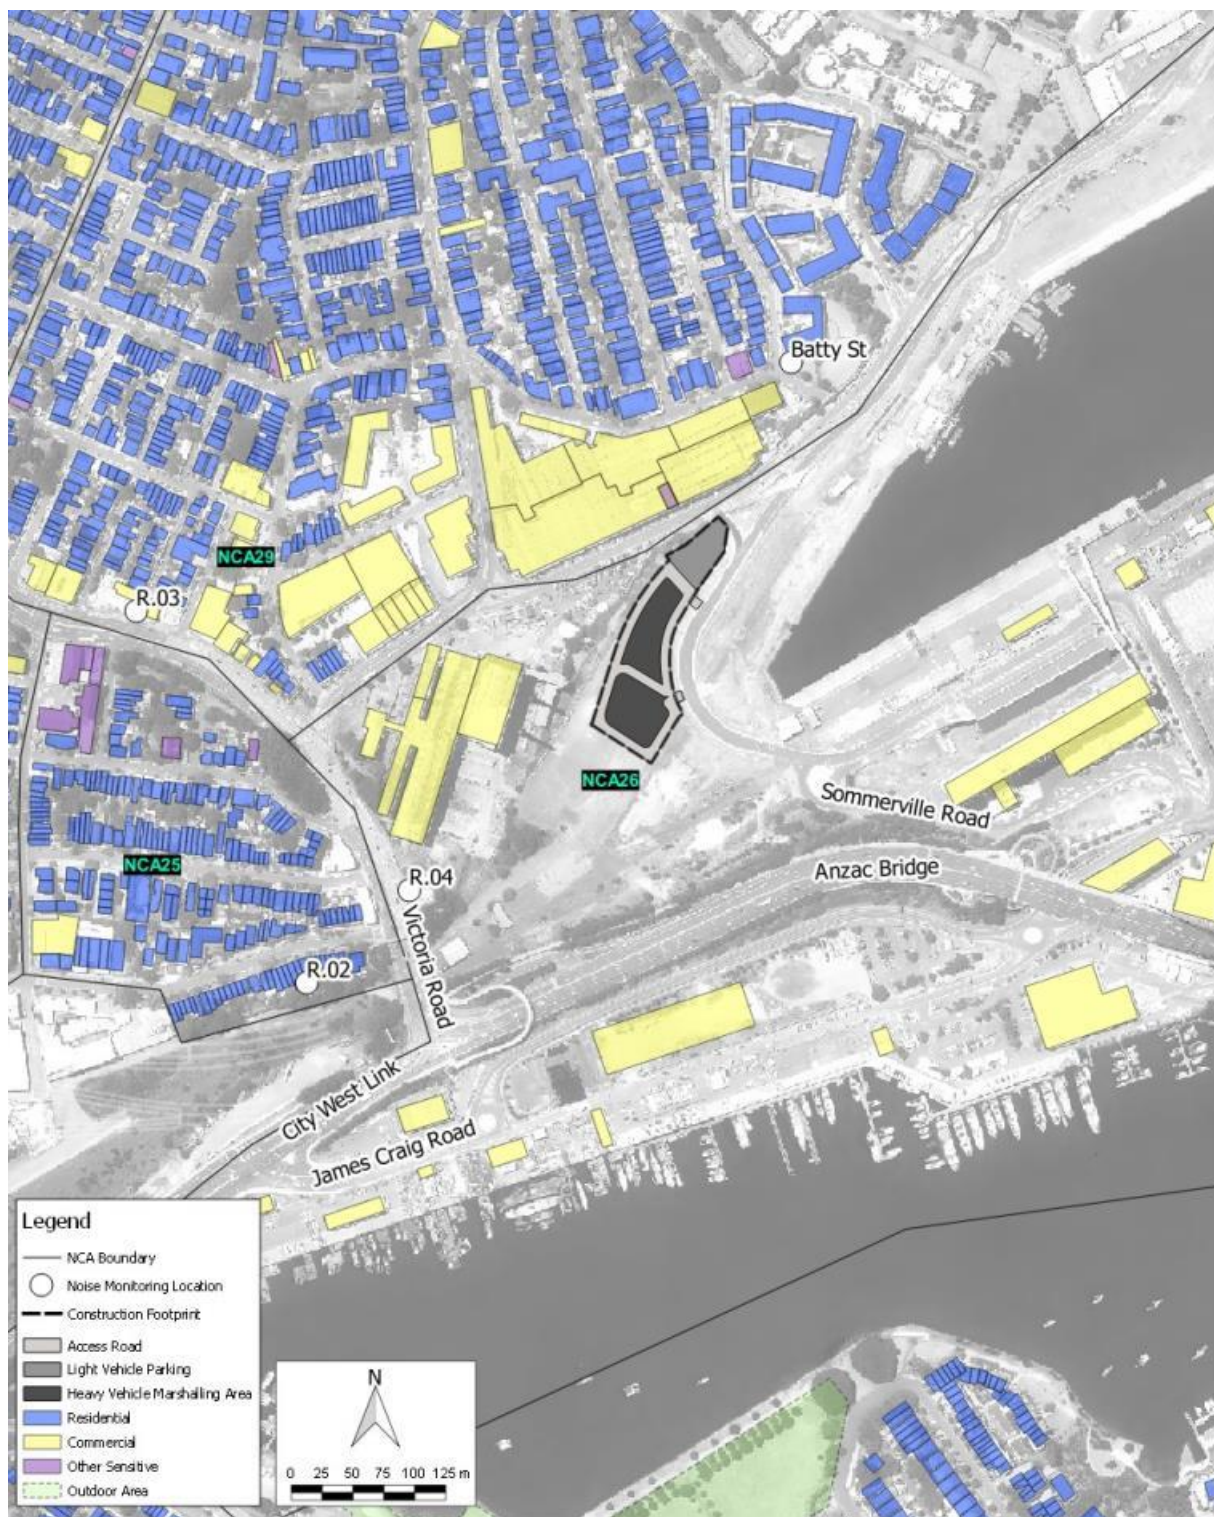 Batty St
NCA29
R.03
NCA26
Sommerville Road
Anzac Bridge
NCA25
R.04
Victoria Road
R.02
City West Link
James Craig Road
Legend
NCA Boundary
Noise Monitoring Location
Construction Footprint
Access Road
Light Vehicle Parking
Heavy Vehicle Marshalling Area
Residential
Commercial
Other Sensitive
Outdoor Area
N
0 25 50 75 100 125 m